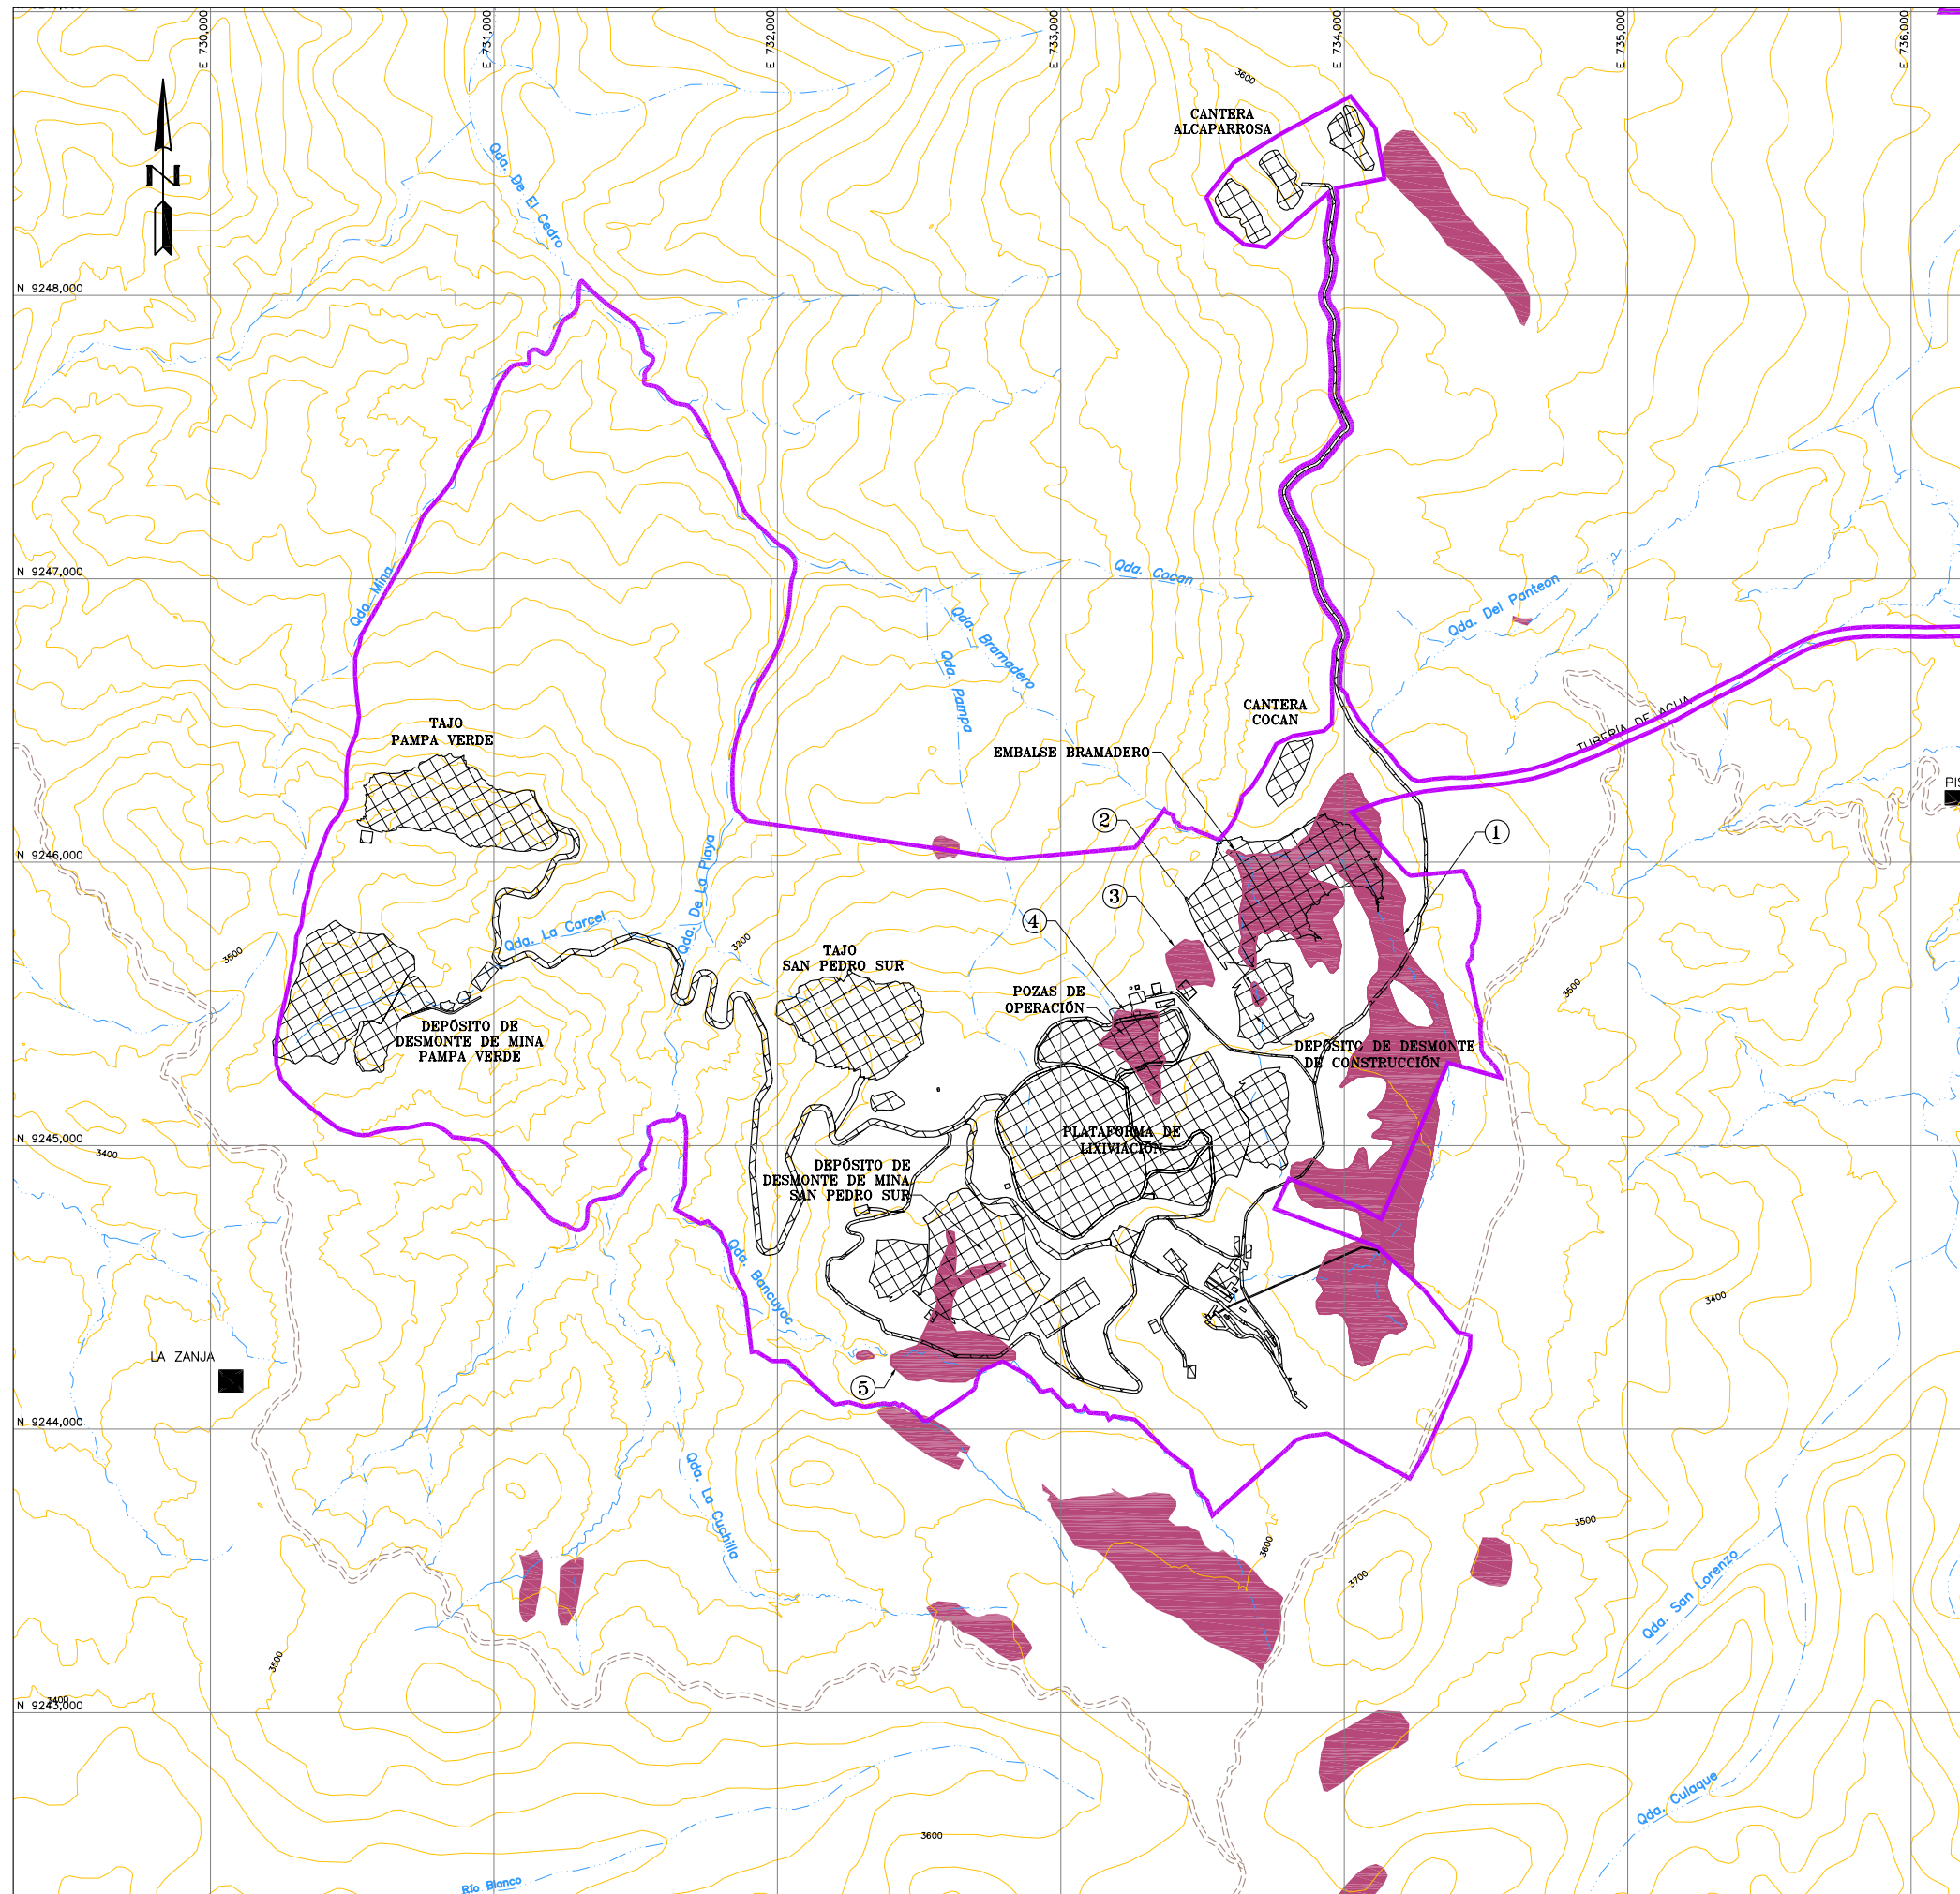 E 730,000
E 731,000
E 732,000
E 733,000
E 734,000
E 735,000
E 736,000
3600
CANTERA
ALCAPARROSA
N
Qda. De El Cedro
N 9248,000
Qda. Mina
N 9247,000
Qda. Cocan
Qda. Bramadero
Qda. Pampa
Qda. Del Panteon
CANTERA
COCAN
TUBERIA DE AGUA
TAJO
PAMPA VERDE
EMBALSE BRAMADERO
PIS
2
1
N 9246,000
3
4
Qda. De La Playa
Qda. La Carcel
3200
3500
TAJO
SAN PEDRO SUR
3500
POZAS DE
OPERACIÓN
DEPÓSITO DE
DESMONTE DE MINA
PAMPA VERDE
DEPÓSITO DE DESMONTE
DE CONSTRUCCIÓN
N 9245,000
3400
PLATAFORMA DE
LIXIVIACIÓN
DEPÓSITO DE
DESMONTE DE MINA
SAN PEDRO SUR
Qda. Bancuyoc
3400
LA ZANJA
5
N 9244,000
Qda. La Cuchilla
3600
3500
3700
Qda. San Lorenzo
3500
3400
N 9243,000
Qda. Culaque
3600
Río Blanco